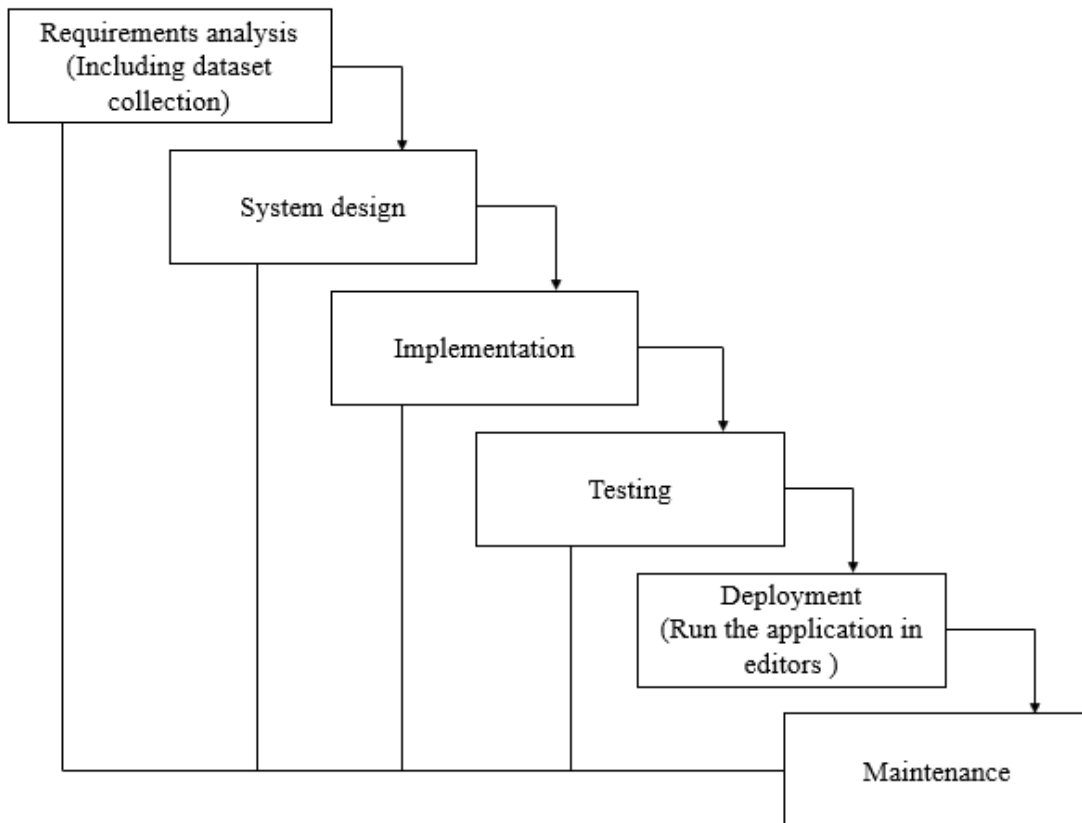 Requirements analysis
(Including dataset
collection)
System design
Implementation
Testing
Deployment
(Run the application in
editors )
Maintenance